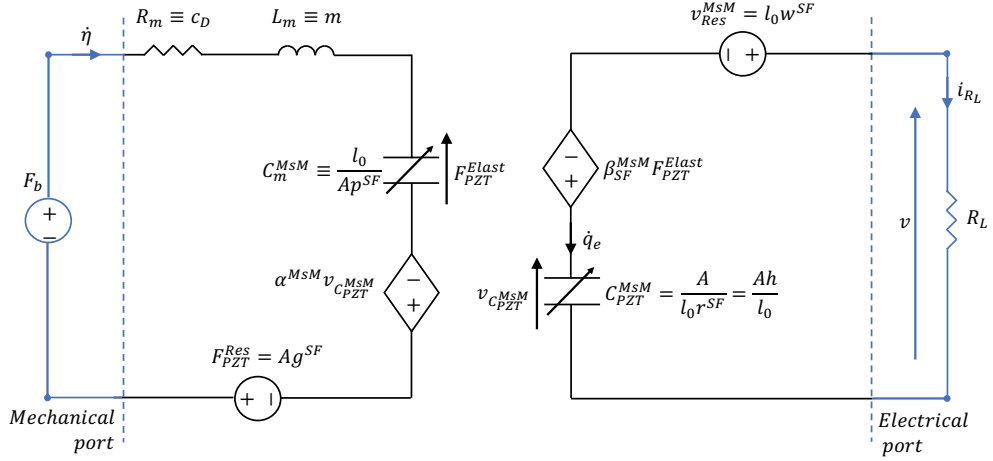 R_m ≡ c_D
L_m ≡ m
η̇
F_b
+
−
C_m^{MsM} ≡ l_0 / Ap^{SF}
F_{PZT}^{Elast}
α^{MsM} v_{C_{PZT}^{MsM}}
−
+
F_{PZT}^{Res} = Ag^{SF}
+ −
Mechanical
port
v_{Res}^{MsM} = l_0 w^{SF}
− +
−
+
β_{SF}^{MsM} F_{PZT}^{Elast}
q̇_e
v_{C_{PZT}^{MsM}}
C_{PZT}^{MsM} = A / l_0 r^{SF} = Ah / l_0
i_{R_L}
v
R_L
Electrical
port